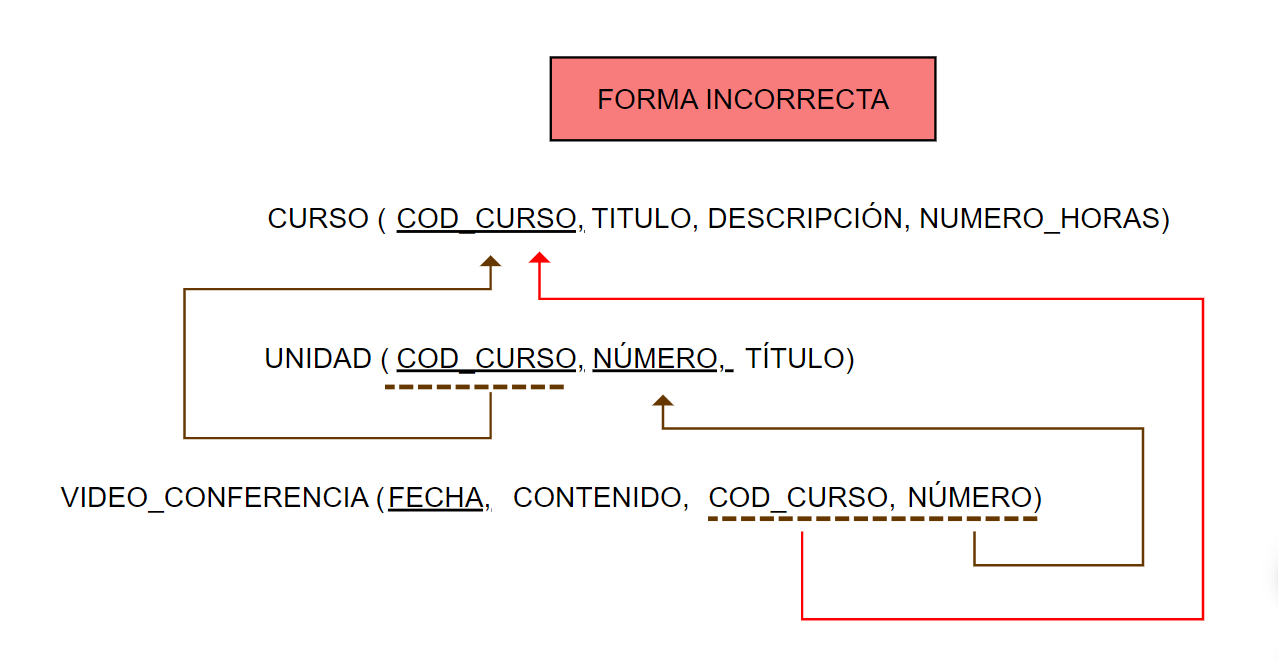 FORMA INCORRECTA
CURSO ( COD_CURSO, TITULO, DESCRIPCIÓN, NUMERO_HORAS)
UNIDAD ( COD_CURSO, NÚMERO, TÍTULO)
VIDEO_CONFERENCIA (FECHA, CONTENIDO, COD_CURSO, NÚMERO)